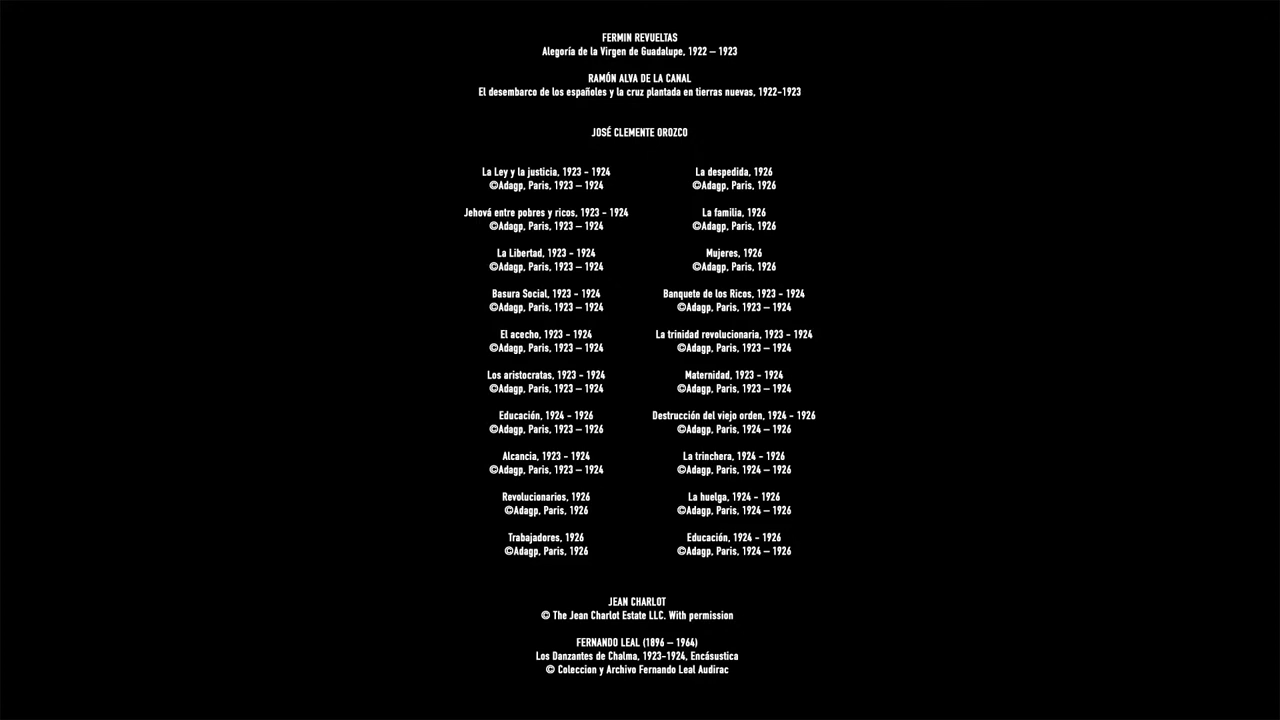 FERMIN REVUELTAS
Alegoría de la Virgen de Guadalupe, 1922 – 1923
RAMÓN ALVA DE LA CANAL
El desembarco de los españoles y la cruz plantada en tierras nuevas, 1922-1923
JOSÉ CLEMENTE OROZCO
La Ley y la justicia, 1923 - 1924
©Adagp, Paris, 1923 – 1924
Jehová entre pobres y ricos, 1923 - 1924
©Adagp, Paris, 1923 – 1924
La Libertad, 1923 - 1924
©Adagp, Paris, 1923 – 1924
Basura Social, 1923 - 1924
©Adagp, Paris, 1923 – 1924
El acecho, 1923 - 1924
©Adagp, Paris, 1923 – 1924
Los aristocratas, 1923 - 1924
©Adagp, Paris, 1923 – 1924
Educación, 1924 - 1926
©Adagp, Paris, 1923 – 1926
Alcancia, 1923 - 1924
©Adagp, Paris, 1923 – 1924
Revolucionarios, 1926
©Adagp, Paris, 1926
Trabajadores, 1926
©Adagp, Paris, 1926
La despedida, 1926
©Adagp, Paris, 1926
La familia, 1926
©Adagp, Paris, 1926
Mujeres, 1926
©Adagp, Paris, 1926
Banquete de los Ricos, 1923 - 1924
©Adagp, Paris, 1923 – 1924
La trinidad revolucionaria, 1923 - 1924
©Adagp, Paris, 1923 – 1924
Maternidad, 1923 - 1924
©Adagp, Paris, 1923 – 1924
Destrucción del viejo orden, 1924 - 1926
©Adagp, Paris, 1924 – 1926
La trinchera, 1924 - 1926
©Adagp, Paris, 1924 – 1926
La huelga, 1924 - 1926
©Adagp, Paris, 1924 – 1926
Educación, 1924 - 1926
©Adagp, Paris, 1924 – 1926
JEAN CHARLOT
© The Jean Charlot Estate LLC. With permission
FERNANDO LEAL (1896 – 1964)
Los Danzantes de Chalma, 1923-1924, Encásustica
© Coleccion y Archivo Fernando Leal Audirac